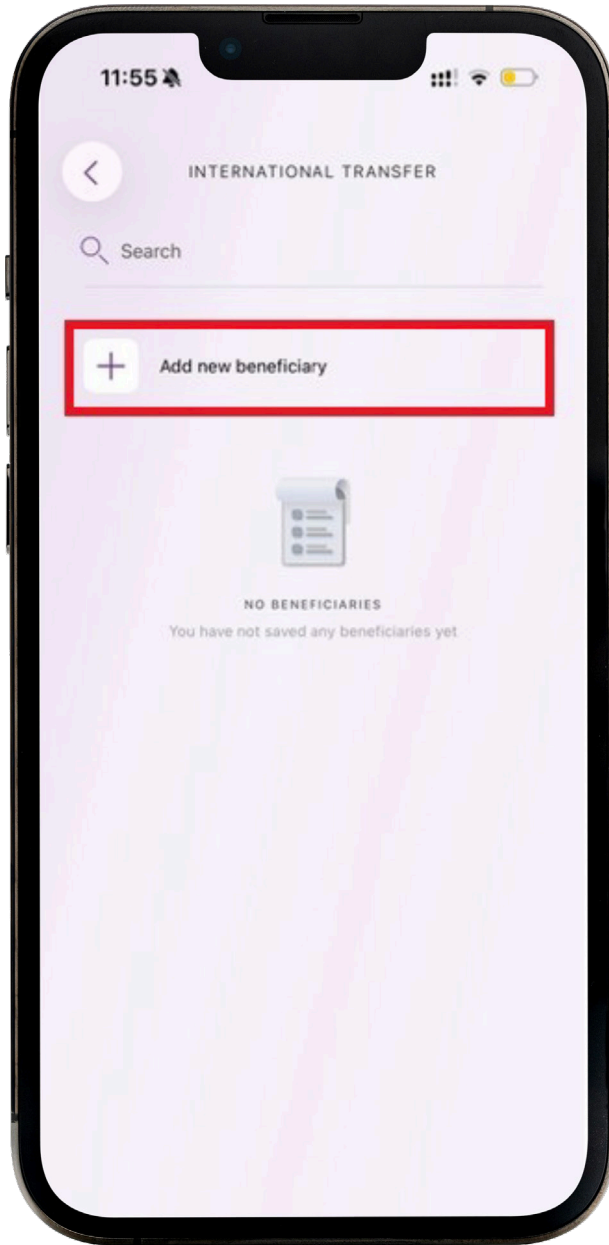 11:55
INTERNATIONAL TRANSFER
Search
Add new beneficiary
NO BENEFICIARIES
You have not saved any beneficiaries yet